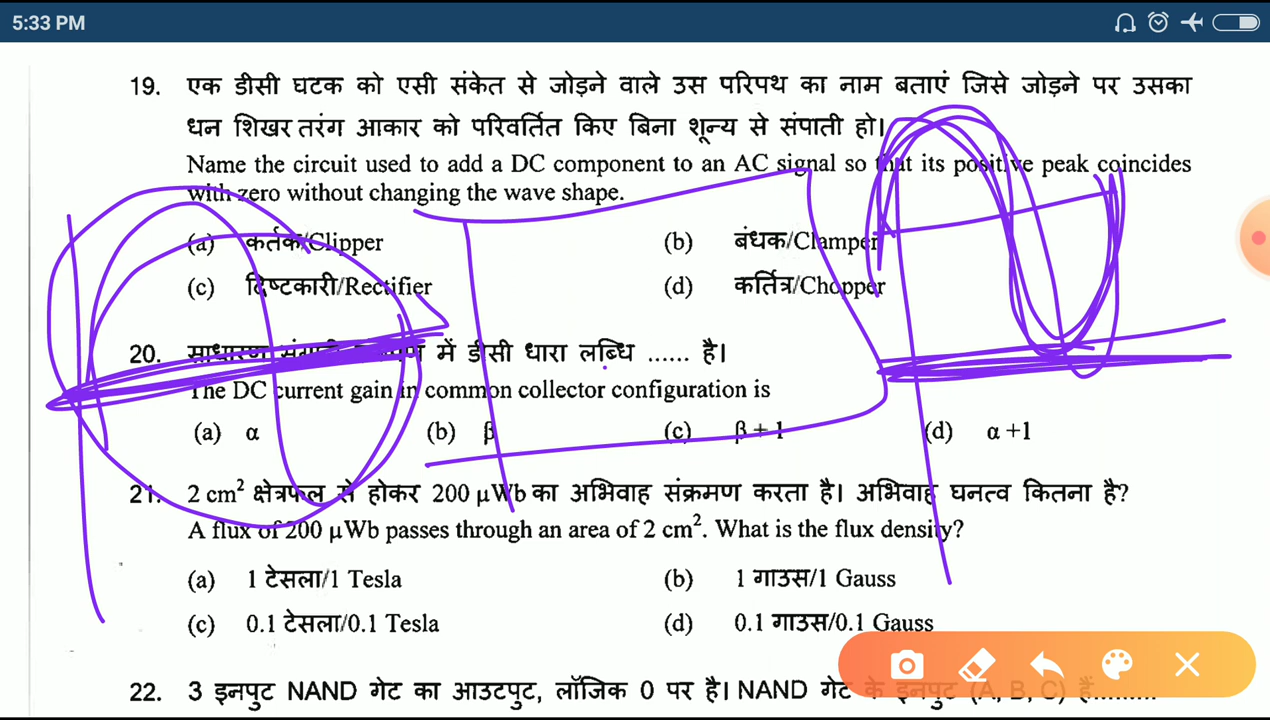 5:33 PM
19. एक डीसी घटक को एसी संकेत से जोड़ने वाले उस परिपथ का नाम बताएं जिसे जोड़ने पर उसका
धन शिखर तरंग आकार को परिवर्तित किए बिना शून्य से संपाती हो।
Name the circuit used to add a DC component to an AC signal so that its positive peak coincides
with zero without changing the wave shape.
(a) कर्तक/Clipper (b) बंधक/Clamper
(c) दिष्टकारी/Rectifier (d) कर्तित्र/Chopper
20. साधारण में डीसी धारा लब्धि ...... है।
The DC current gain in common collector configuration is
(a) α (b) β (c) β + 1 (d) α +1
21. 2 cm² क्षेत्रफल से होकर 200 μWb का अभिवाह संक्रमण करता है। अभिवाह घनत्व कितना है?
A flux of 200 μWb passes through an area of 2 cm². What is the flux density?
(a) 1 टेसला/1 Tesla (b) 1 गाउस/1 Gauss
(c) 0.1 टेसला/0.1 Tesla (d) 0.1 गाउस/0.1 Gauss
22. 3 इनपुट NAND गेट का आउटपुट, लॉजिक 0 पर है। NAND गेट के इनपुट (A, B, C) हैं.........